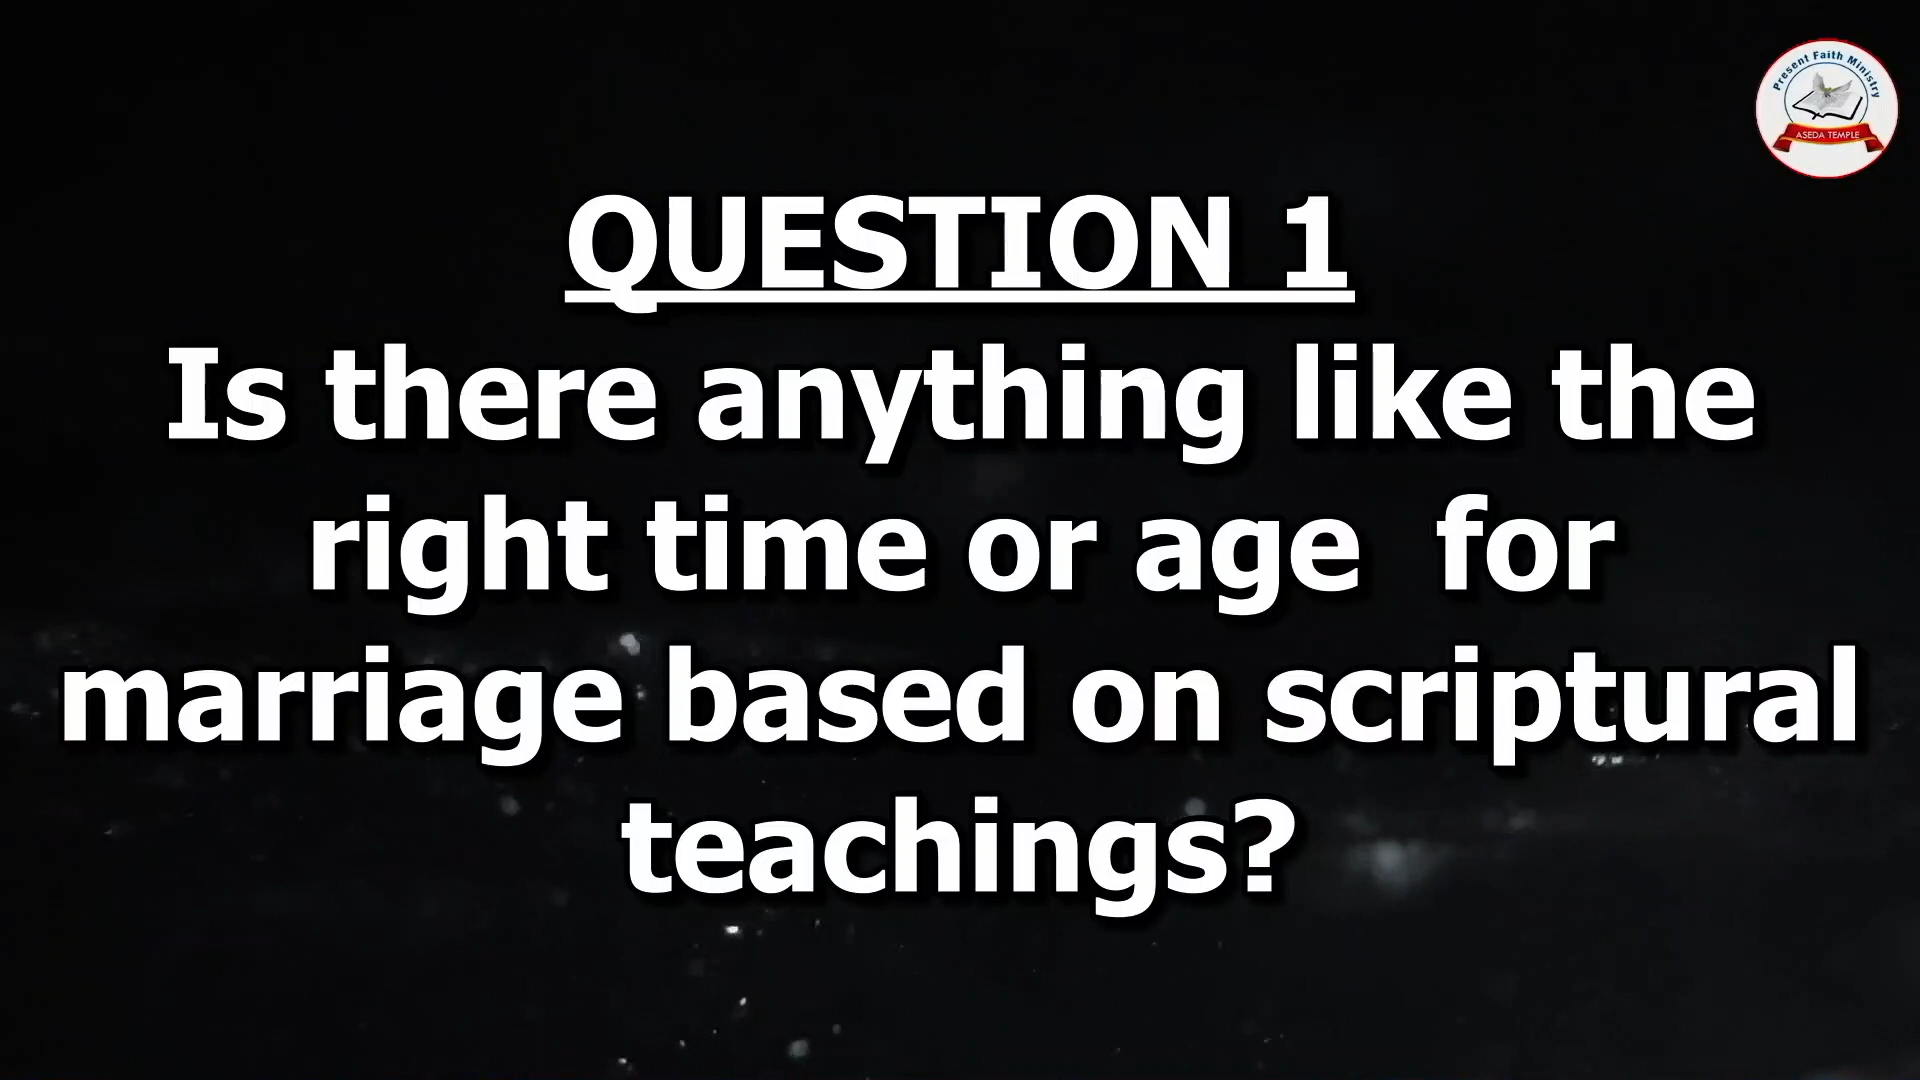 Present Faith Ministry
ASEDA TEMPLE
QUESTION 1
Is there anything like the
right time or age  for
marriage based on scriptural
teachings?